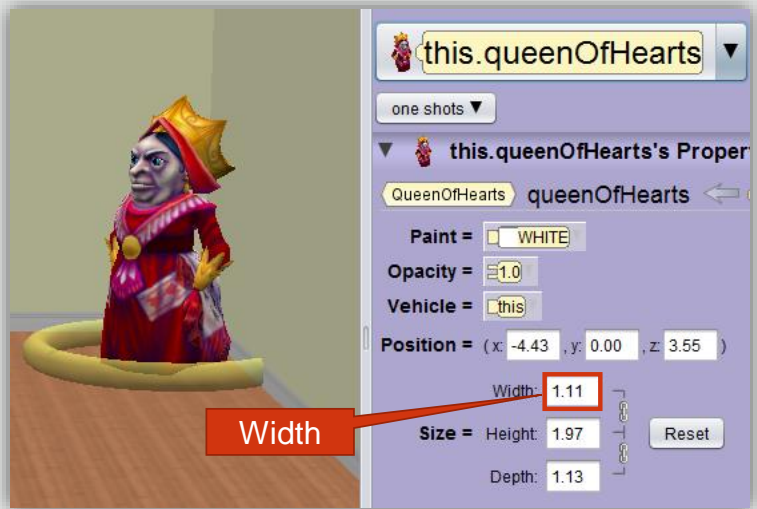 this.queenOfHearts ▼
one shots ▼
▼ this.queenOfHearts's Proper
QueenOfHearts queenOfHearts
Paint = WHITE
Opacity = 1.0
Vehicle = this
Position = (x: -4.43 , y: 0.00 , z: 3.55 )
Width: 1.11
Width
Size = Height: 1.97 Reset
Depth: 1.13